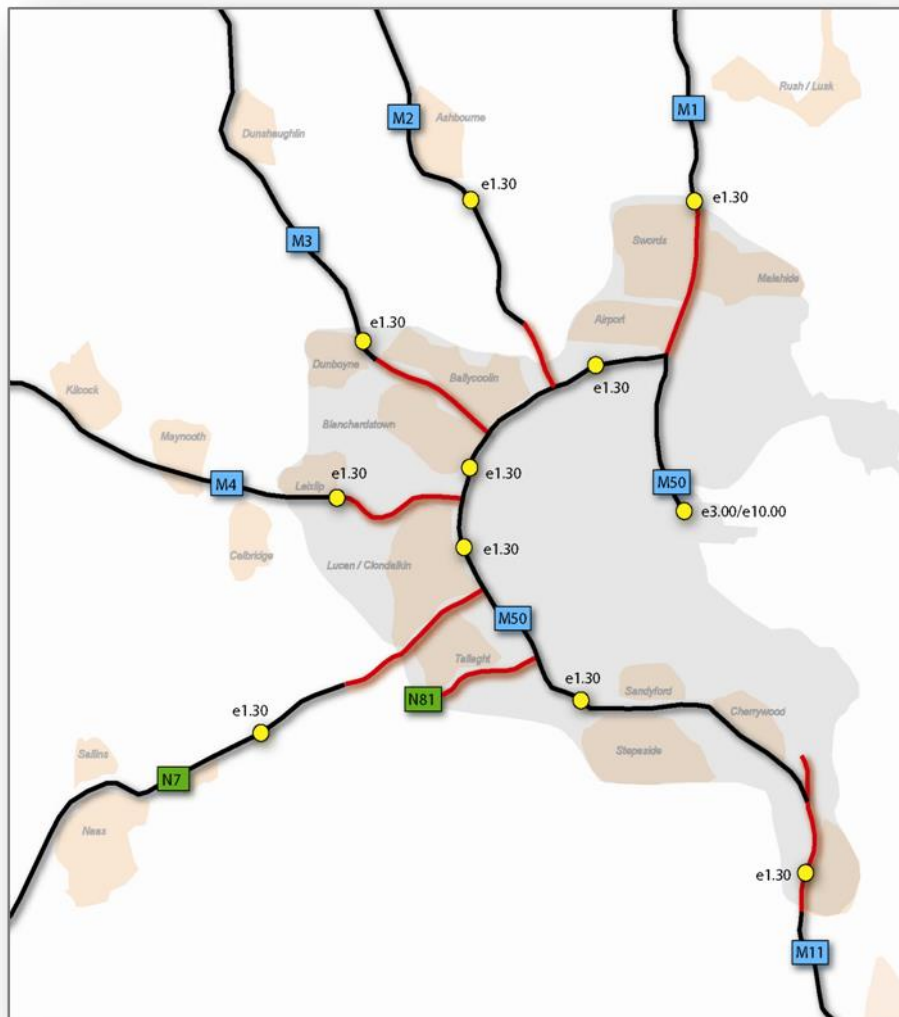 Rush / Lusk
M1
M2
Ashbourne
Dunshaughlin
e1.30
e1.30
M3
Swords
Malahide
Airport
e1.30
Dunboyne
Ballycoolin
e1.30
Kilcock
Blanchardstown
Maynooth
M4
Leixlip
e1.30
e1.30
M50
e3.00/e10.00
Celbridge
e1.30
Lucan / Clondalkin
M50
Tallaght
N81
e1.30
Sandyford
Cherrywood
e1.30
Stepaside
Sallins
N7
Naas
e1.30
M11